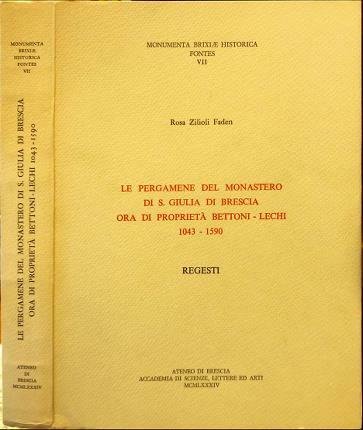 MONUMENTA
BRIXIÆ
HISTORICA
FONTES
VII
LE PERGAMENE DEL MONASTERO DI S. GIULIA DI BRESCIA
ORA DI PROPRIETÀ BETTONI-LECHI 1043-1590
ATENEO
DI
BRESCIA
MCMLXXXIV
MONUMENTA BRIXIÆ HISTORICA
FONTES
VII
Rosa Zilioli Faden
LE PERGAMENE DEL MONASTERO
DI S. GIULIA DI BRESCIA
ORA DI PROPRIETÀ BETTONI - LECHI
1043 - 1590
REGESTI
ATENEO DI BRESCIA
ACCADEMIA DI SCIENZE, LETTERE ED ARTI
MCMLXXXIV